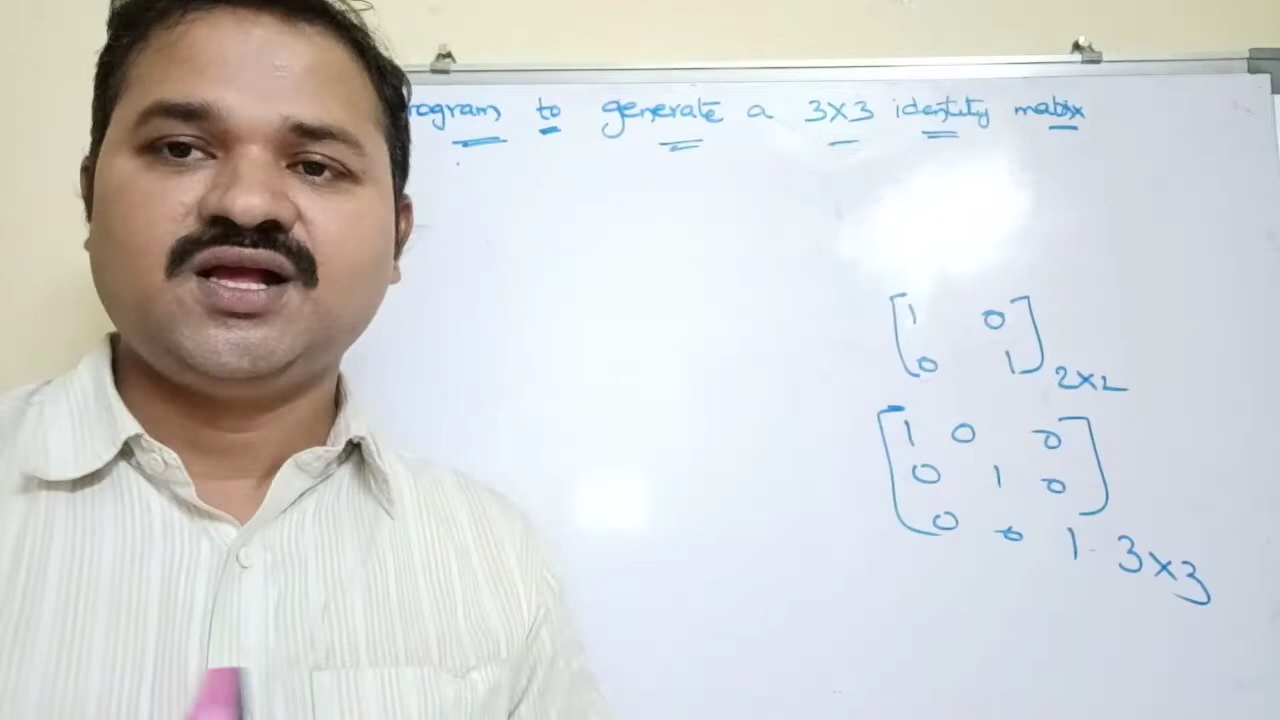 rogram to generate a 3X3 identity matrix
1 0
0 1
2X2
1 0 0
0 1 0
0 0 1
3X3